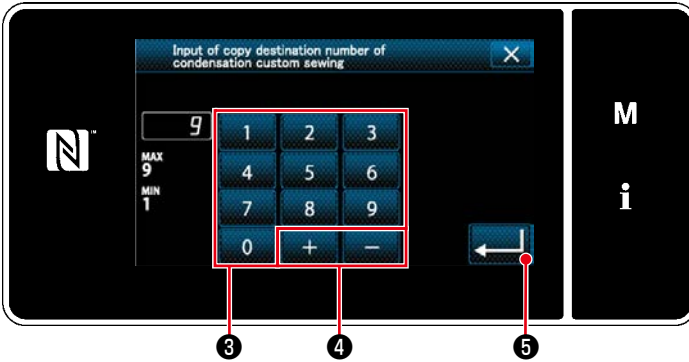 Input of copy destination number of
condensation custom sewing
9
MAX
9
MIN
1
1 2 3
4 5 6
7 8 9
0 + −
M
i
N
™
❸ ❹ ❺